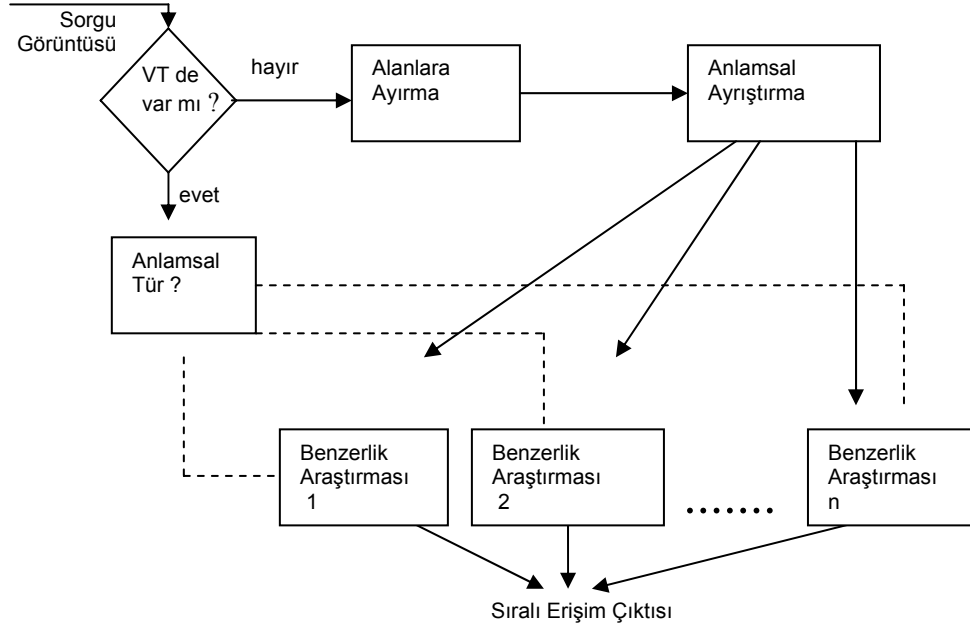 Sorgu
Görüntüsü
VT de
var mı ?
hayır
Alanlara
Ayırma
Anlamsal
Ayrıştırma
evet
Anlamsal
Tür ?
Benzerlik
Araştırması
1
Benzerlik
Araştırması
2
.......
Benzerlik
Araştırması
n
Sıralı Erişim Çıktısı